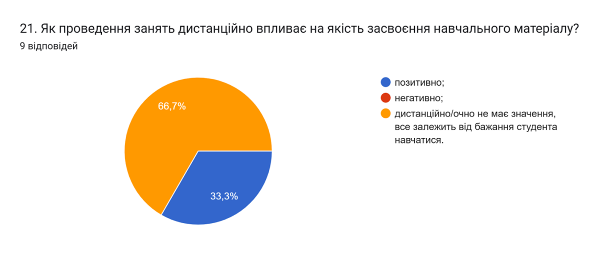 21. Як проведення занять дистанційно впливає на якість засвоєння навчального матеріалу?
9 відповідей
66,7%
33,3%
позитивно;
негативно;
дистанційно/очно не має значення,
все залежить від бажання студента
навчатися.